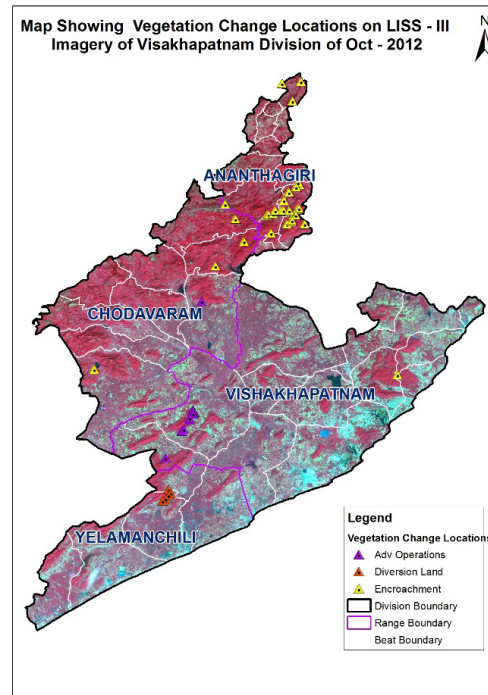 Map Showing Vegetation Change Locations on LISS - III
Imagery of Visakhapatnam Division of Oct - 2012
N
ANANTHAGIRI
CHODAVARAM
VISHAKHAPATNAM
YELAMANCHILI
Legend
Vegetation Change Locations
Adv Operations
Diversion Land
Encroachment
Division Boundary
Range Boundary
Beat Boundary